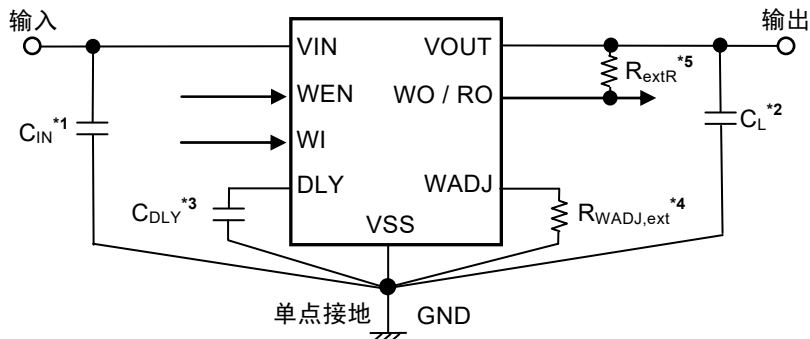 输入
输出
VIN
VOUT
WEN
WO / RO
R_extR*5
C_IN*1
WI
C_L*2
DLY
WADJ
C_DLY*3
R_WADJ,ext*4
VSS
单点接地
GND